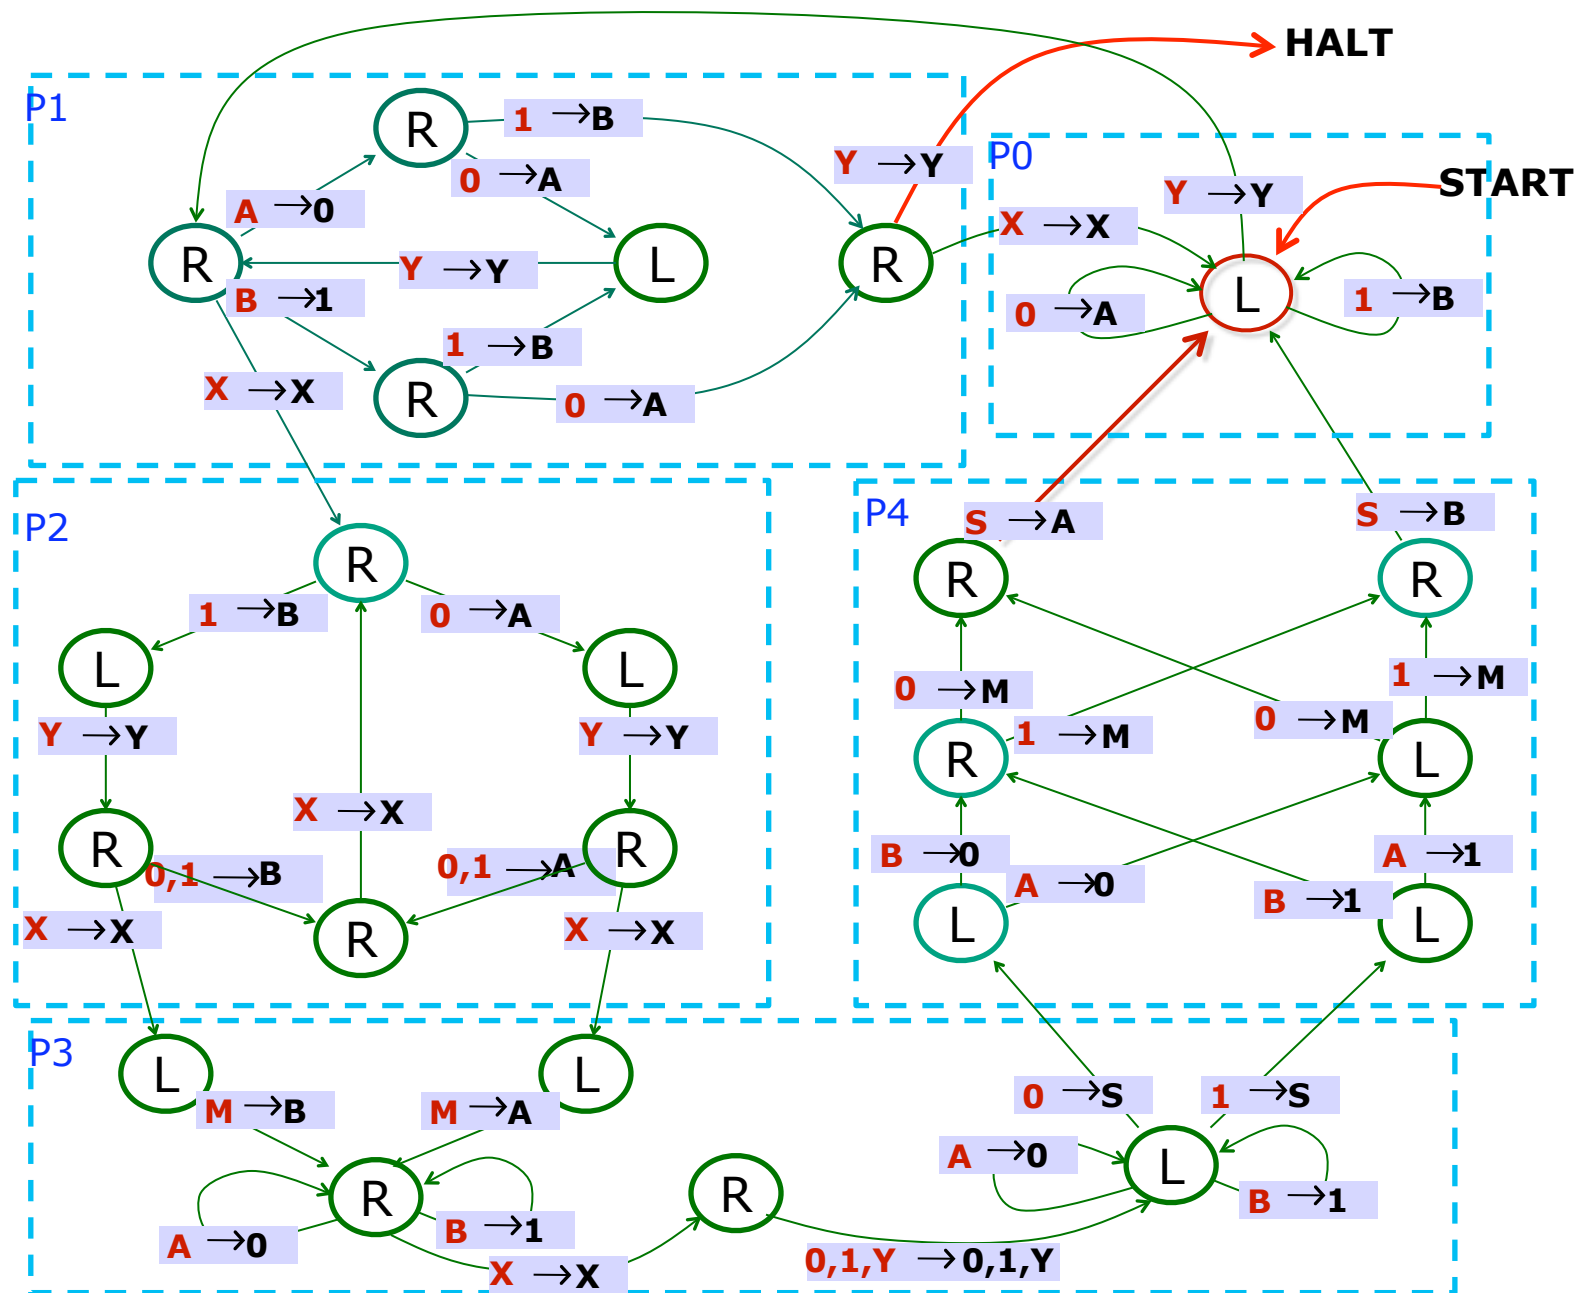 HALT
P1
R
1 → B
P0
Y → Y
START
0 → A
Y → Y
A → 0
X → X
R
Y → Y
L
R
L
B → 1
0 → A
1 → B
1 → B
X → X
R
0 → A
P2
P4
S → A
S → B
R
R
R
1 → B
0 → A
L
L
1 → M
0 → M
0 → M
Y → Y
Y → Y
1 → M
R
L
X → X
R
R
B → 0
A → 1
0,1 → B
0,1 → A
A → 0
B → 1
X → X
X → X
R
L
L
P3
L
L
0 → S
1 → S
M → B
M → A
A → 0
L
R
R
B → 1
A → 0
B → 1
X → X
0,1,Y → 0,1,Y